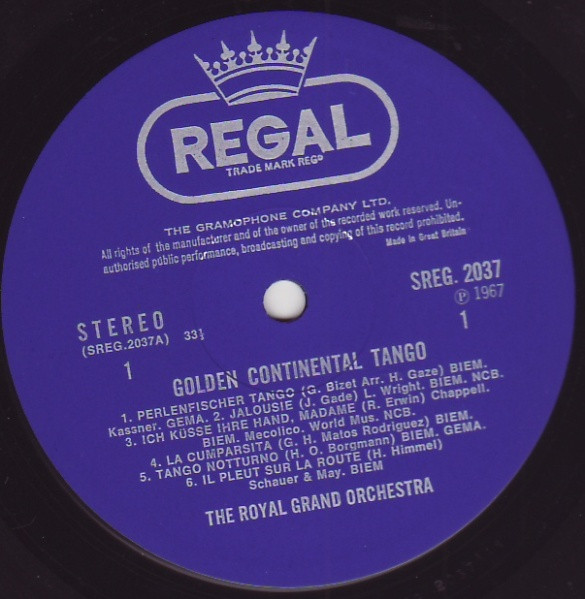 REGAL
TRADE MARK REGD
THE GRAMOPHONE COMPANY LTD.
All rights of the manufacturer and of the owner of the recorded work reserved. Un-
authorised public performance, broadcasting and copying of this record prohibited.
Made in Great Britain
STEREO
(SREG.2037A) 33⅓
1
SREG. 2037
Ⓟ 1967
1
GOLDEN CONTINENTAL TANGO
1. PERLENFISCHER TANGO (G. Bizet Arr. H. Gaze) BIEM.
Kassner. GEMA. 2. JALOUSIE (J. Gade) L. Wright. BIEM. NCB.
3. ICH KÜSSE IHRE HAND, MADAME (R. Erwin) Chappell.
BIEM. Mecolico. World Mus. NCB.
4. LA CUMPARSITA (G. H. Matos Rodriguez) BIEM.
5. TANGO NOTTURNO (H. O. Borgmann) BIEM. GEMA.
6. IL PLEUT SUR LA ROUTE (H. Himmel)
Schauer & May. BIEM
THE ROYAL GRAND ORCHESTRA